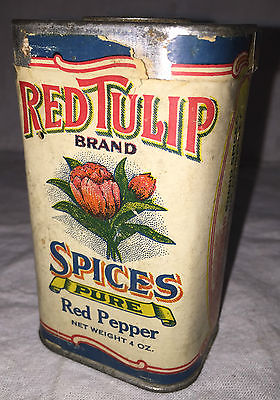 RED TULIP
BRAND
SPICES
PURE
Red Pepper
NET WEIGHT 4 OZ.